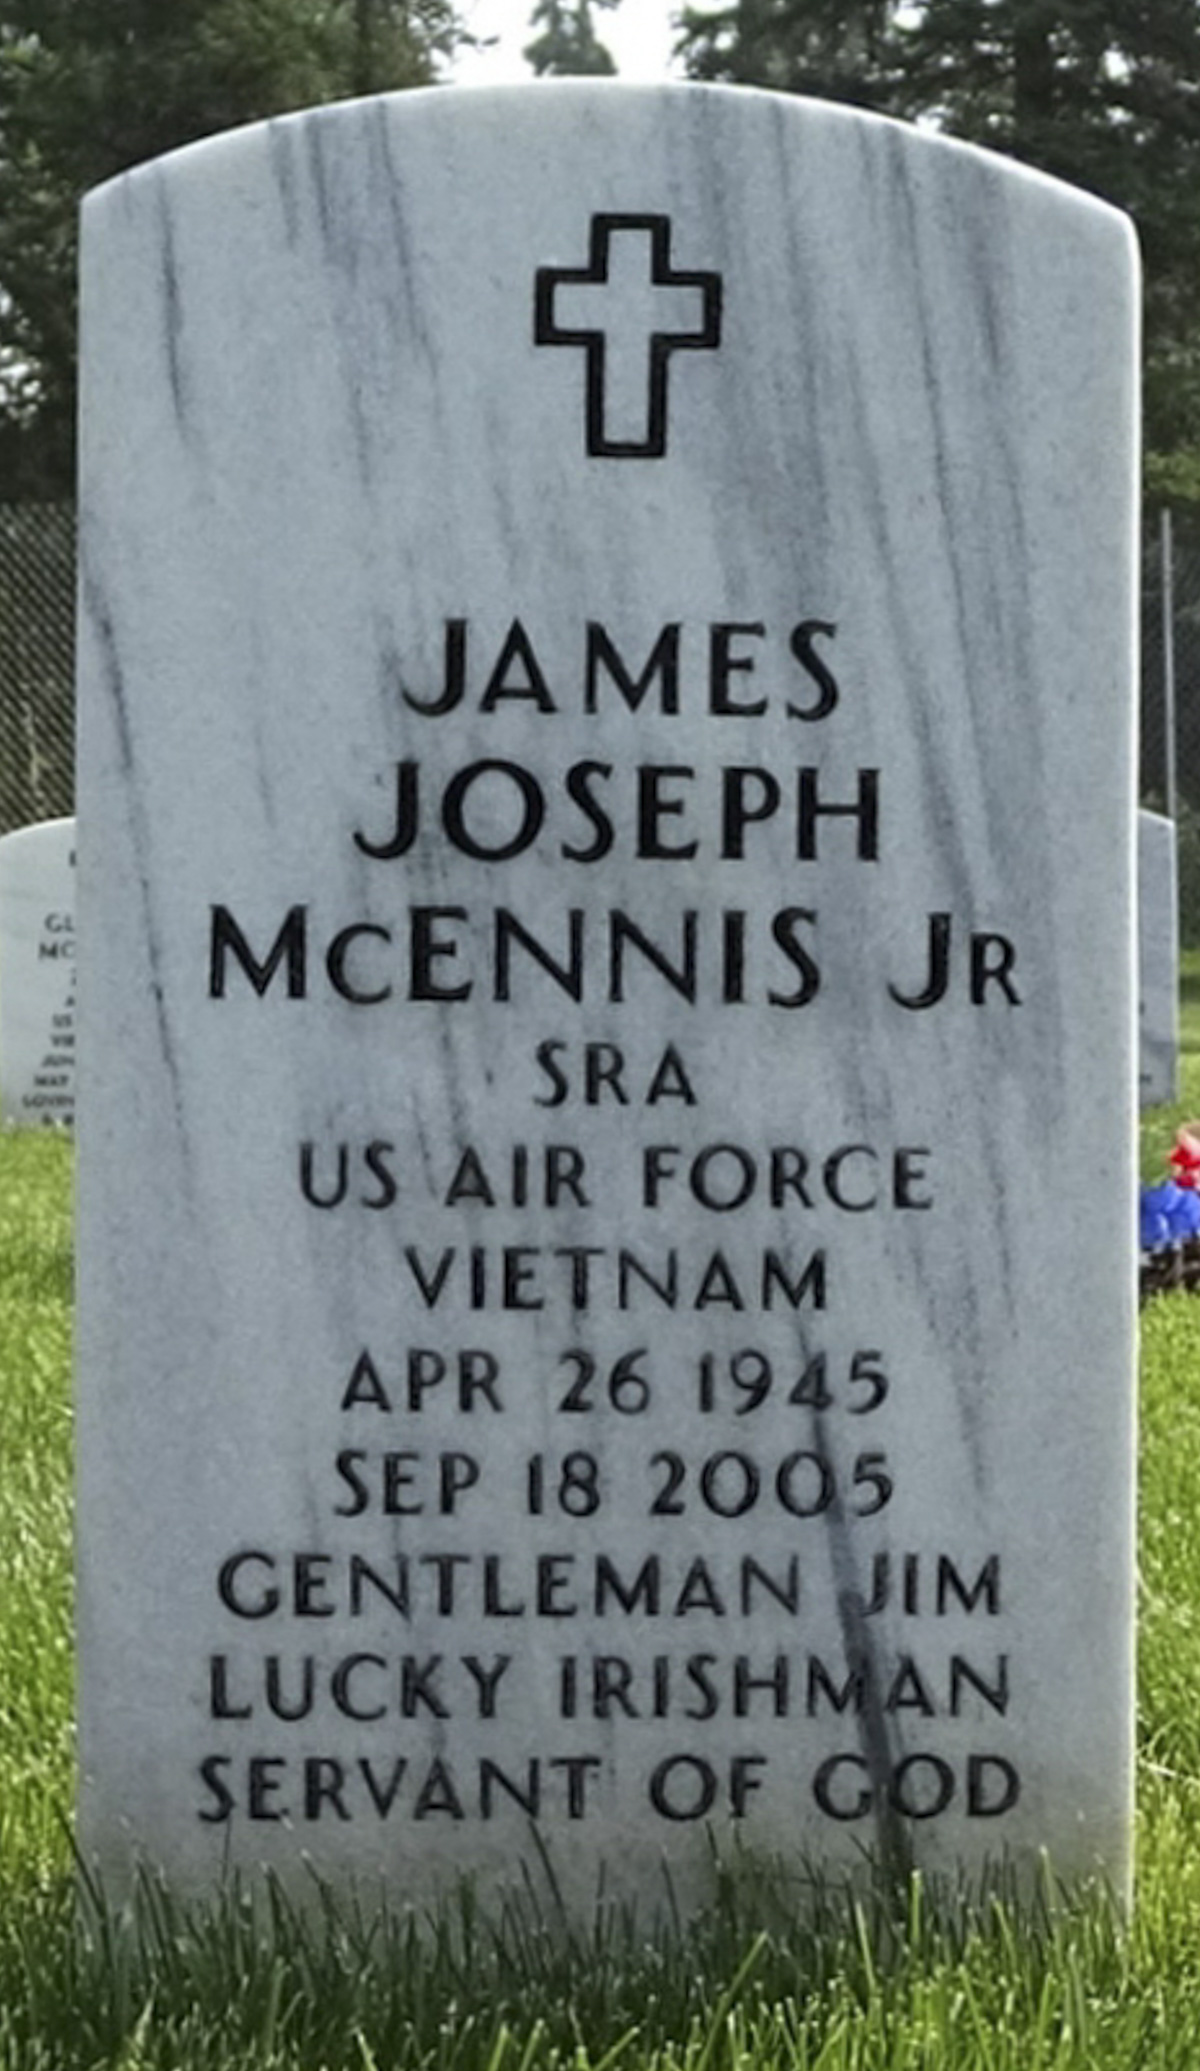 JAMES
JOSEPH
McENNIS JR
SRA
US AIR FORCE
VIETNAM
APR 26 1945
SEP 18 2005
GENTLEMAN JIM
LUCKY IRISHMAN
SERVANT OF GOD